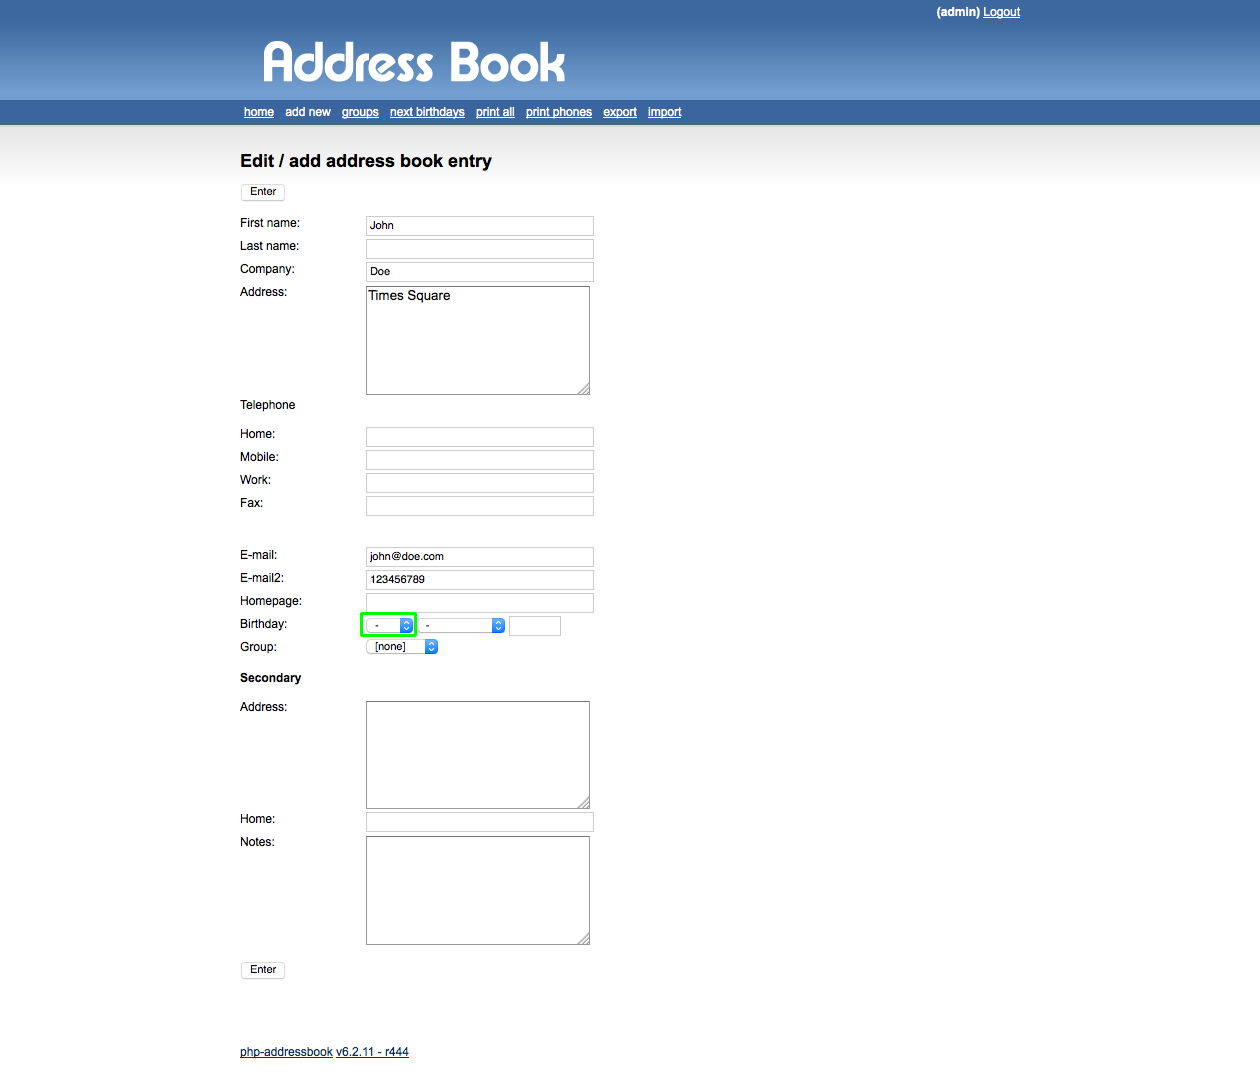 (admin) Logout
Address Book
home add new groups next birthdays print all print phones export import
Edit / add address book entry
Enter
First name: John
Last name:
Company: Doe
Address: Times Square
Telephone
Home:
Mobile:
Work:
Fax:
E-mail: john@doe.com
E-mail2: 123456789
Homepage:
Birthday: - -
Group: [none]
Secondary
Address:
Home:
Notes:
Enter
php-addressbook v6.2.11 - r444